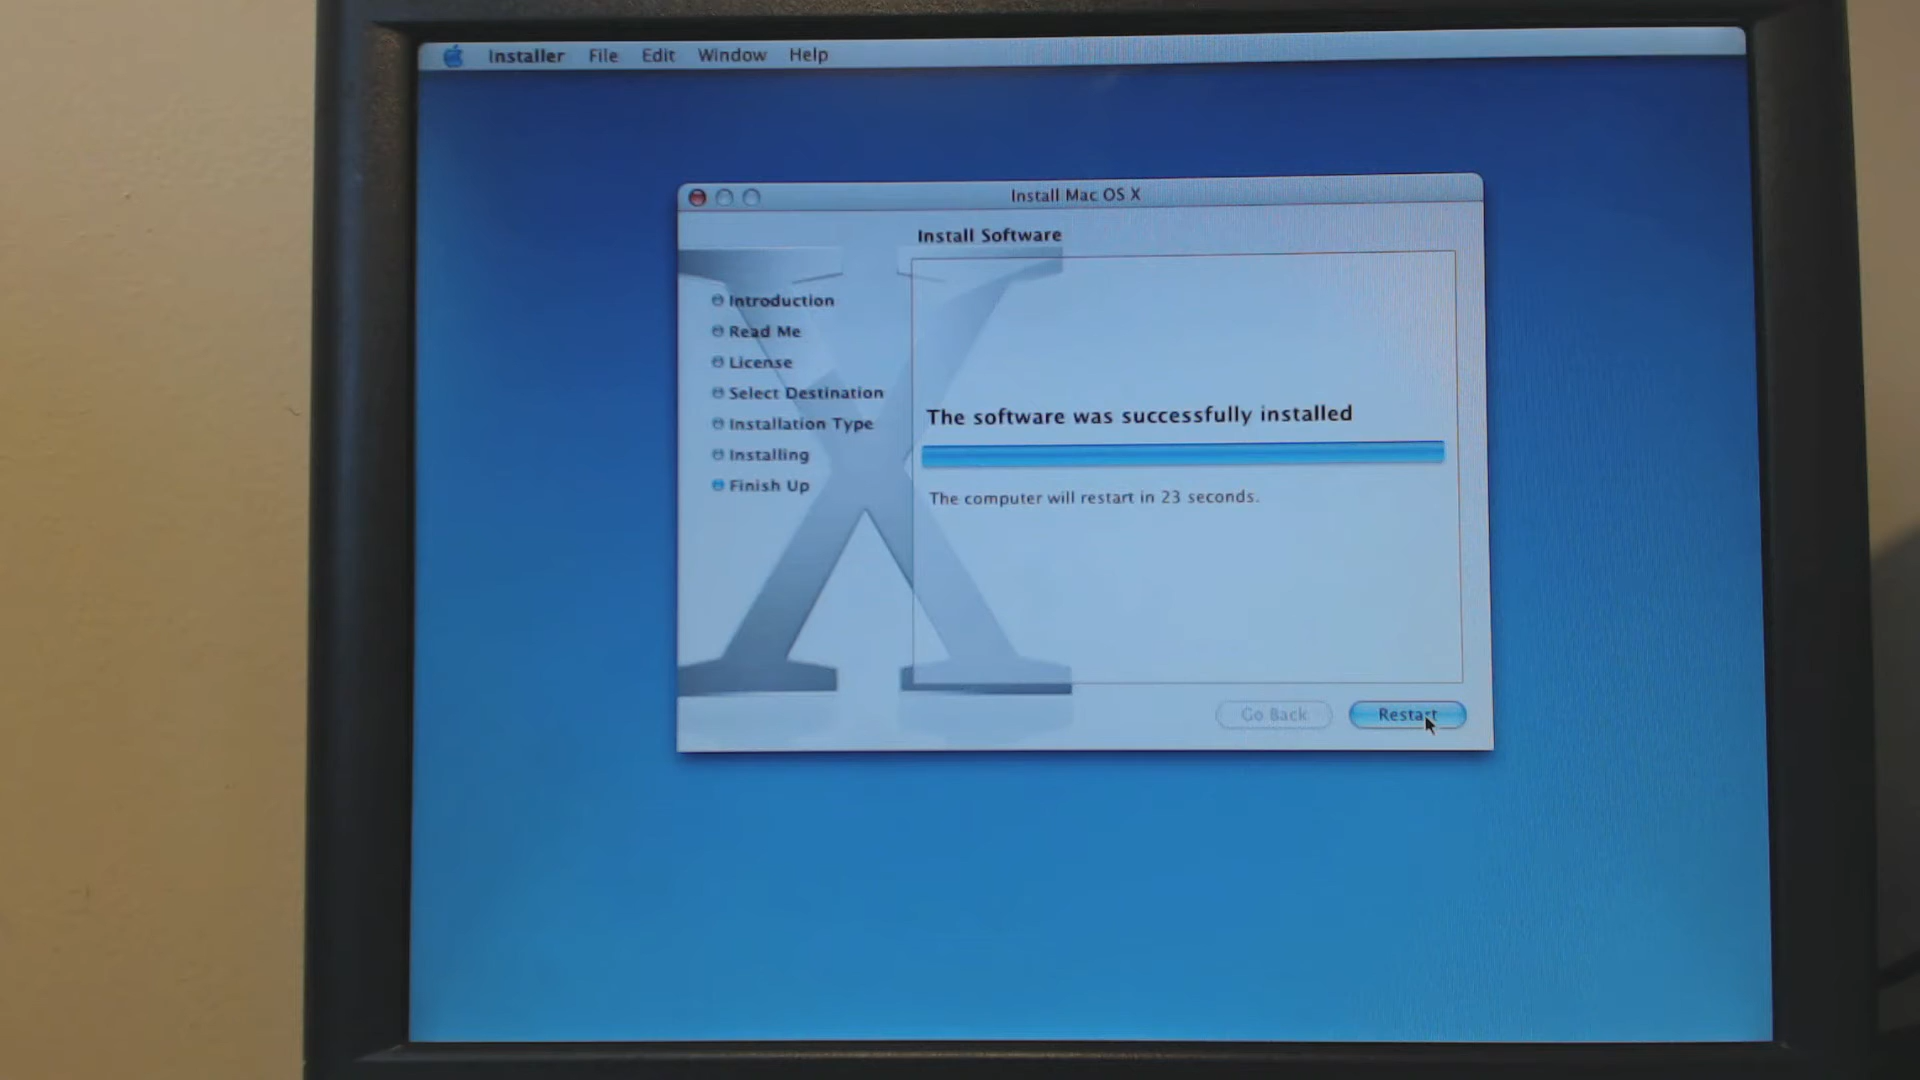 Installer File Edit Window Help
Install Mac OS X
Install Software
Introduction
Read Me
License
Select Destination
Installation Type
Installing
Finish Up
The software was successfully installed
The computer will restart in 23 seconds.
Go Back Restart